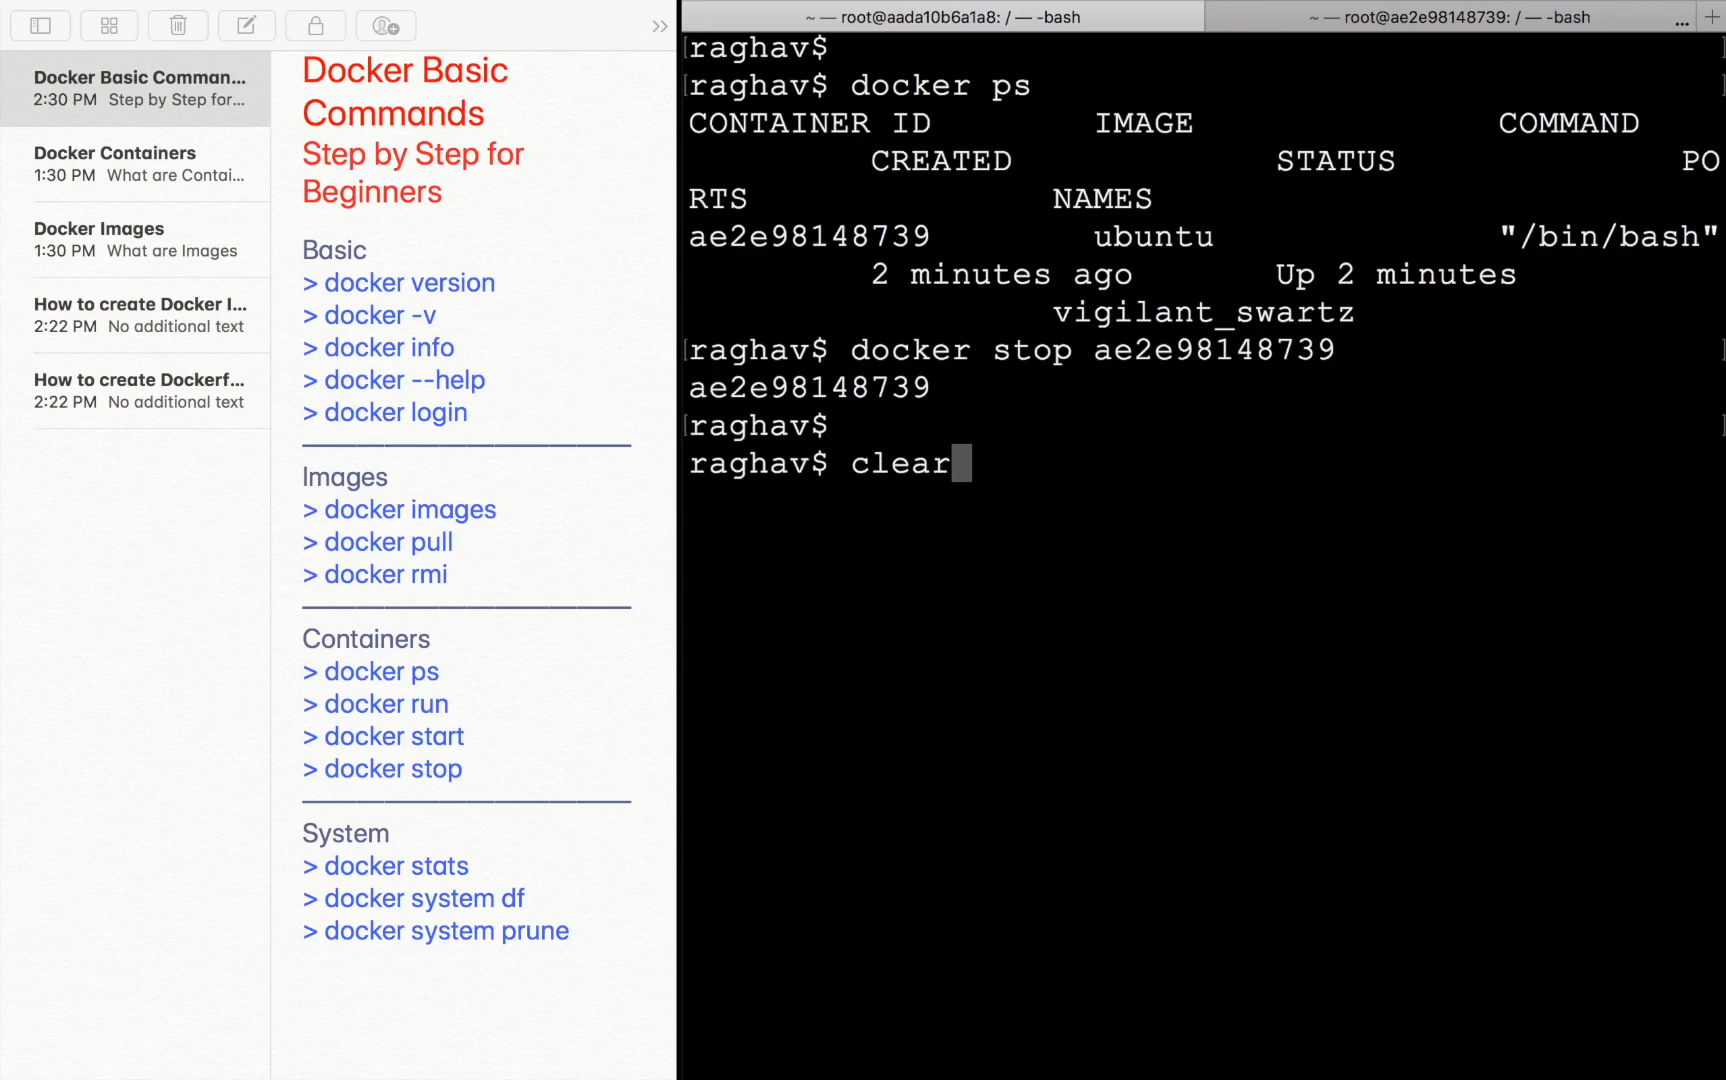 Docker Basic Comman...
2:30 PM Step by Step for...
Docker Containers
1:30 PM What are Contai...
Docker Images
1:30 PM What are Images
How to create Docker I...
2:22 PM No additional text
How to create Dockerf...
2:22 PM No additional text
Docker Basic
Commands
Step by Step for
Beginners
Basic
> docker version
> docker -v
> docker info
> docker --help
> docker login
Images
> docker images
> docker pull
> docker rmi
Containers
> docker ps
> docker run
> docker start
> docker stop
System
> docker stats
> docker system df
> docker system prune
~ — root@aada10b6a1a8: / — -bash
~ — root@ae2e98148739: / — -bash ...
raghav$
raghav$ docker ps
CONTAINER ID IMAGE COMMAND
CREATED STATUS PO
RTS NAMES
ae2e98148739 ubuntu "/bin/bash"
2 minutes ago Up 2 minutes
vigilant_swartz
raghav$ docker stop ae2e98148739
ae2e98148739
raghav$
raghav$ clear